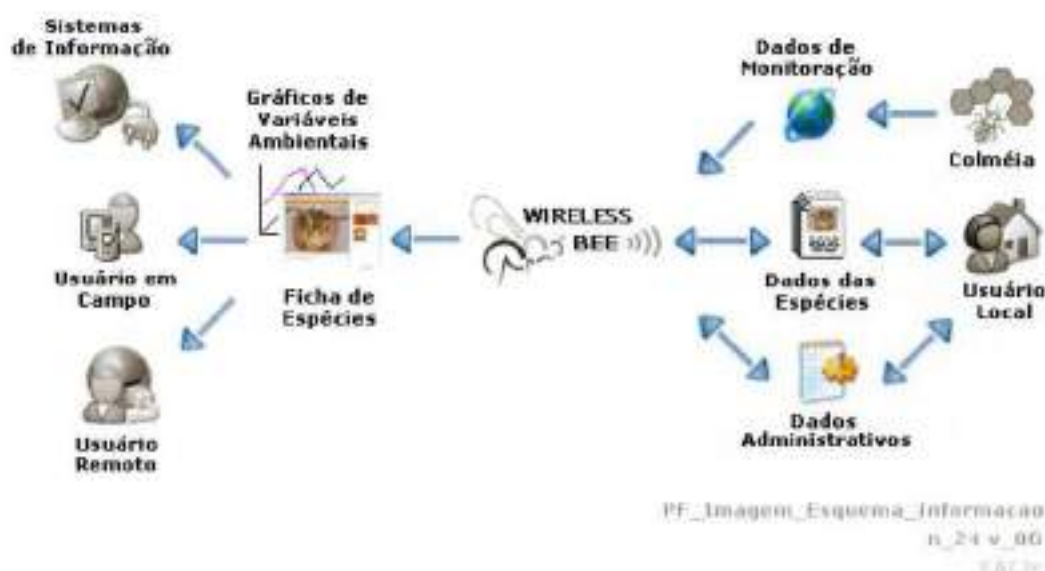 Sistemas
de Informação
Gráficos de
Variáveis
Ambientais
Dados de
Monitoração
Colméia
WIRELESS
BEE
Usuário em
Campo
Ficha de
Espécies
Dados das
Espécies
Usuário
Local
Usuário
Remoto
Dados
Administrativos
PF_Imagem_Esquema_Informacao